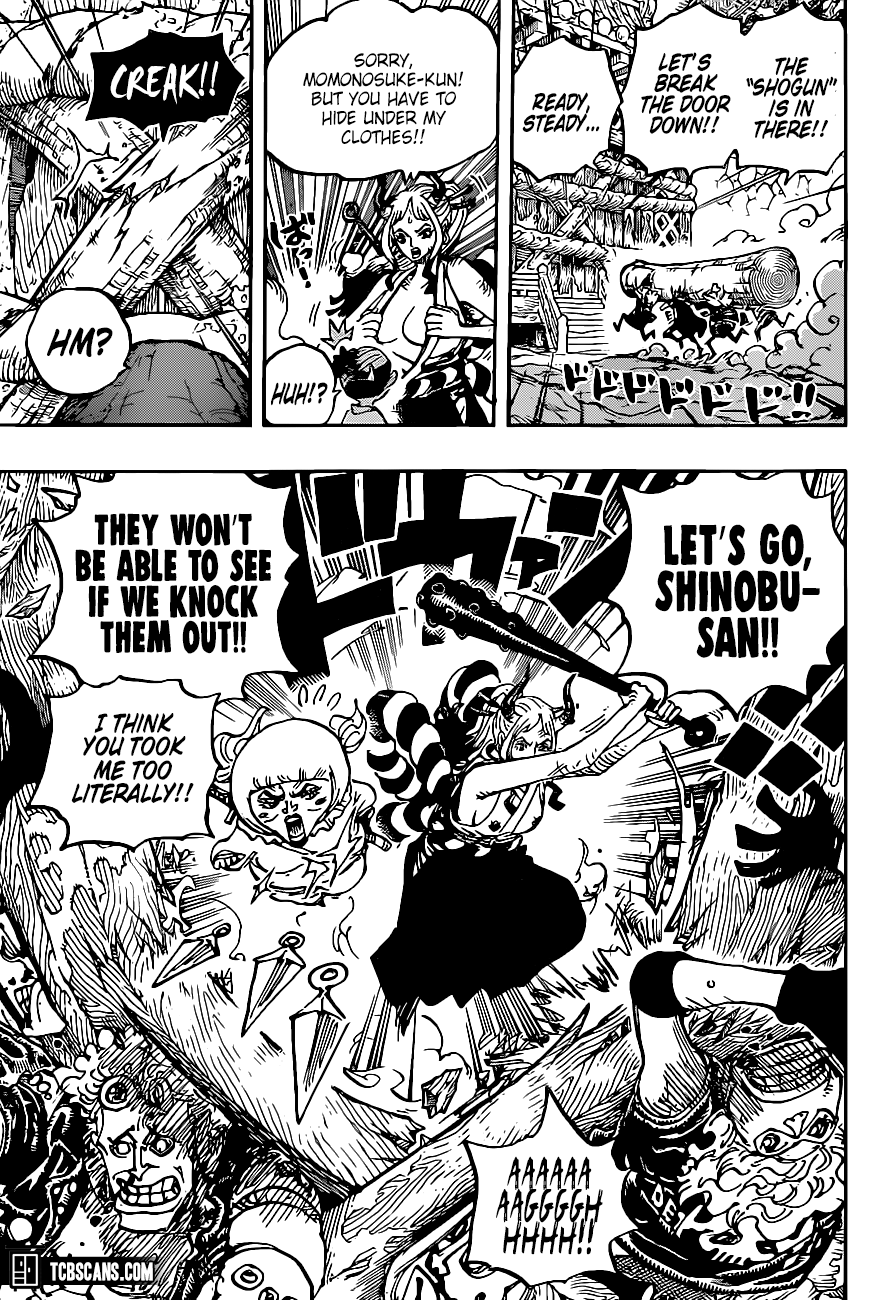 THE
"SHOGUN"
IS IN
THERE!!
LET'S
BREAK
THE DOOR
DOWN!!
READY,
STEADY...
ドドドドドドド!!
SORRY,
MOMONOSUKE-KUN!
BUT YOU HAVE TO
HIDE UNDER MY
CLOTHES!!
ばっ!
HUH!?
CREAK!!
HM?
LET'S GO,
SHINOBU-
SAN!!
THEY WON'T
BE ABLE TO SEE
IF WE KNOCK
THEM OUT!!
I THINK
YOU TOOK
ME TOO
LITERALLY!!
AAAAAA
AAGGGGH
HHHH!!
TCBSCANS.COM